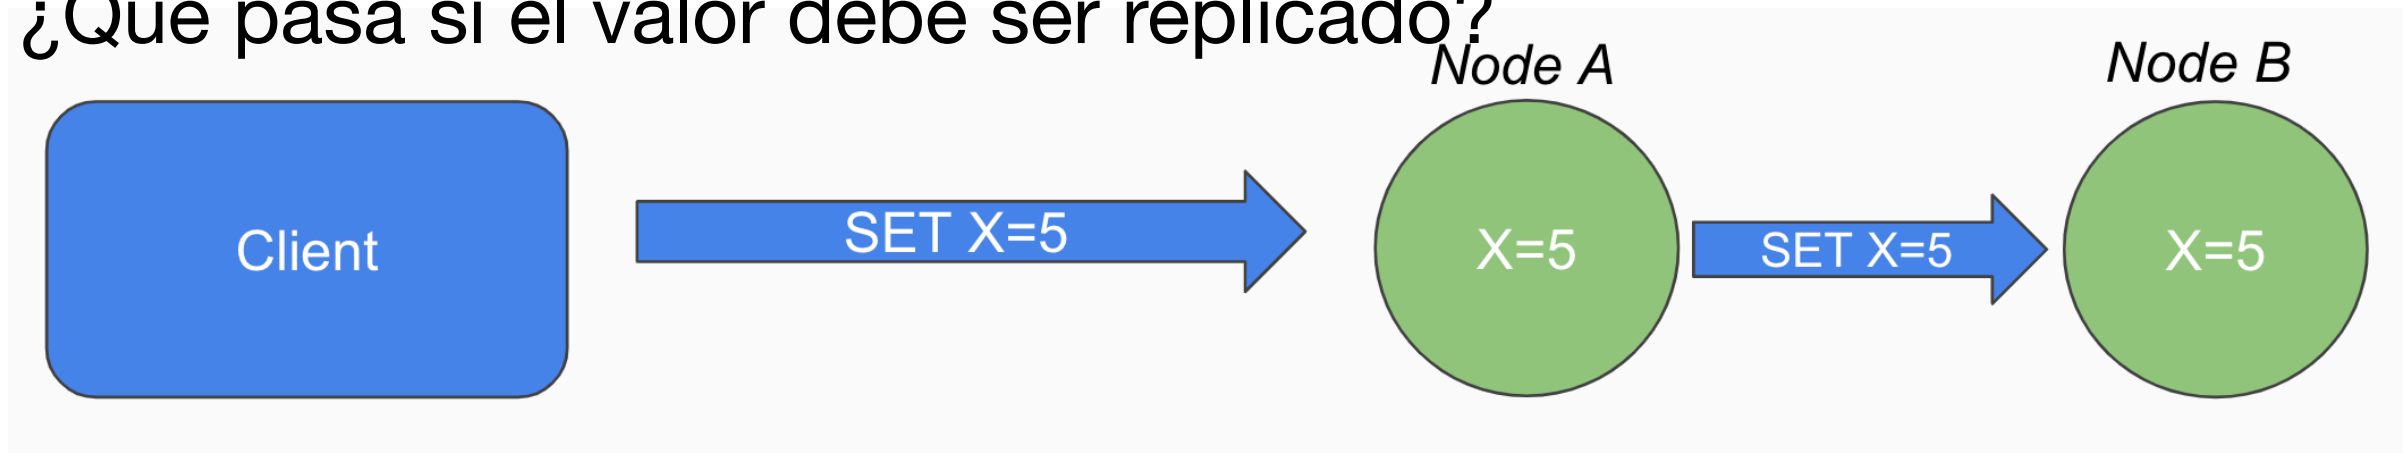 ¿Qué pasa si el valor debe ser replicado?
Node A
Node B
Client
SET X=5
X=5
SET X=5
X=5